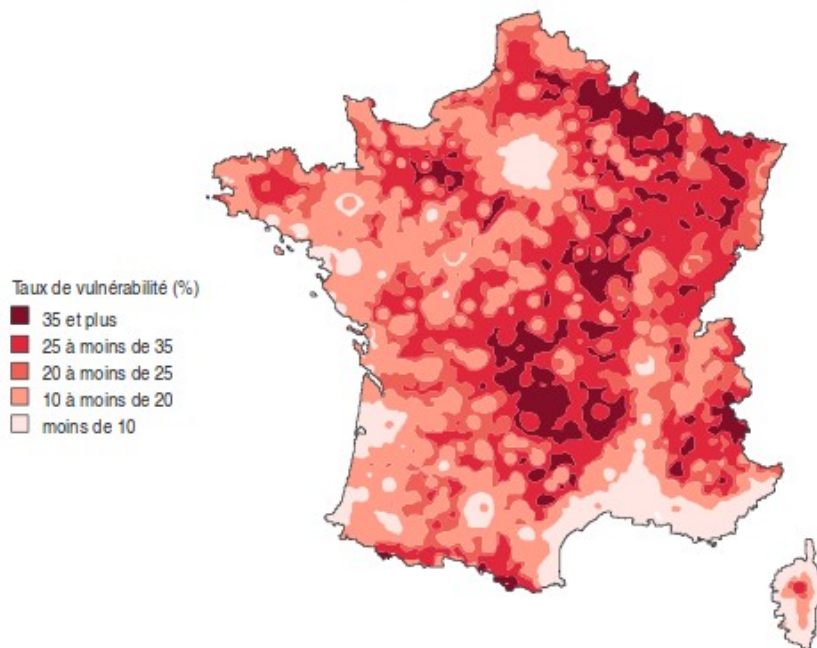 Taux de vulnérabilité (%)
35 et plus
25 à moins de 35
20 à moins de 25
10 à moins de 20
moins de 10